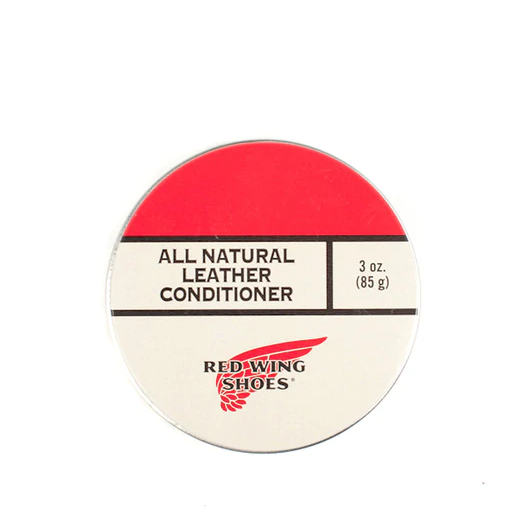 ALL NATURAL
LEATHER
CONDITIONER
3 oz.
(85 g)
RED WING
SHOES®